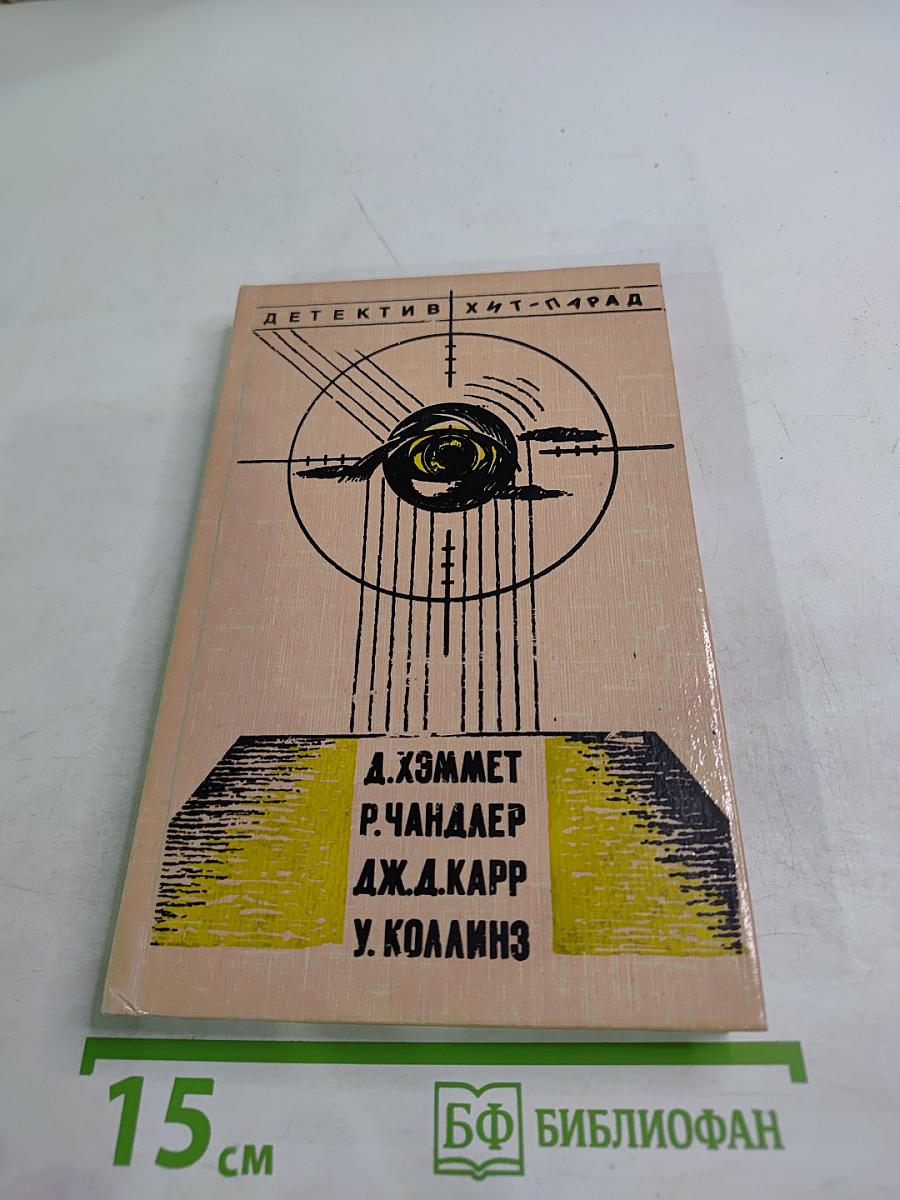 ДЕТЕКТИВ ХИТ-ПАРАД
Д.ХЭММЕТ
Р.ЧАНДЛЕР
ДЖ.Д.КАРР
У.КОЛЛИНЗ
15 см
БФ БИБЛИОФАН